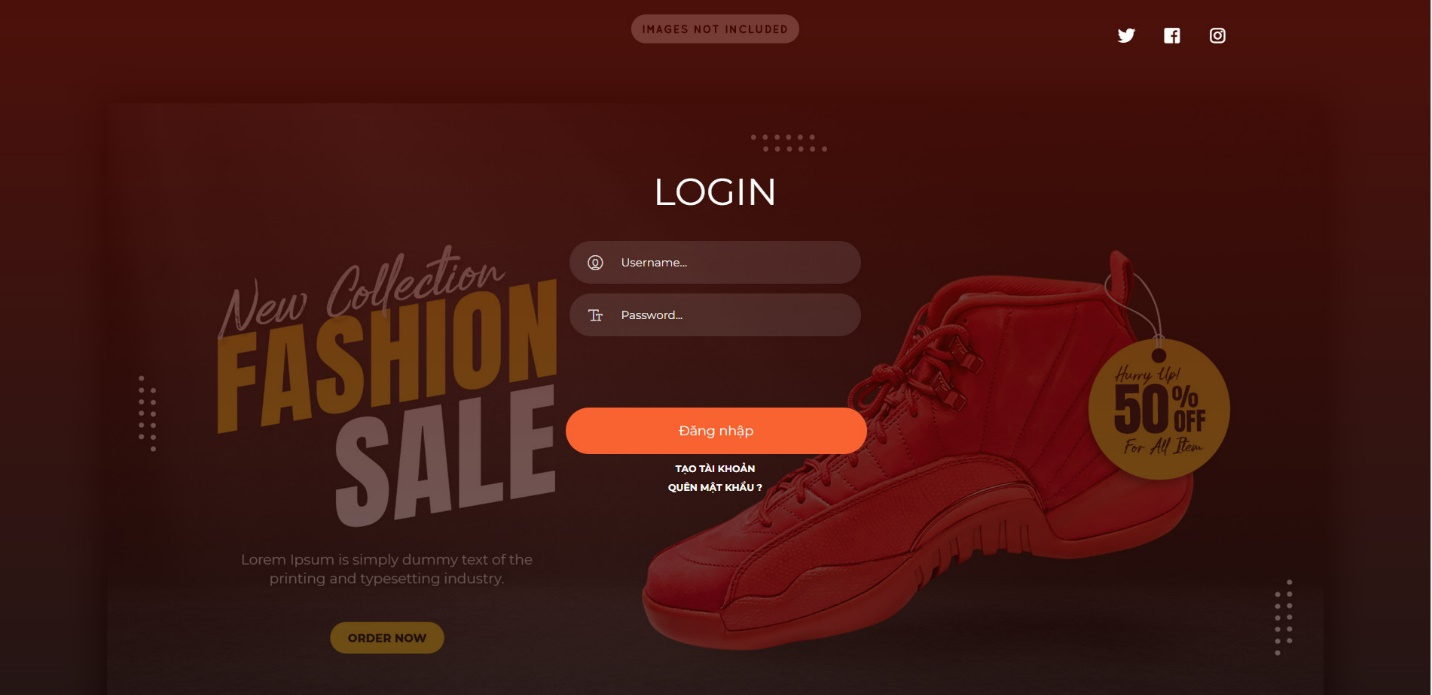 IMAGES NOT INCLUDED
LOGIN
Username...
Password...
Đăng nhập
TẠO TÀI KHOẢN
QUÊN MẬT KHẨU ?
New Collection
FASHION
SALE
Lorem Ipsum is simply dummy text of the
printing and typesetting industry.
ORDER NOW
Hurry Up!
50% OFF
For All Item